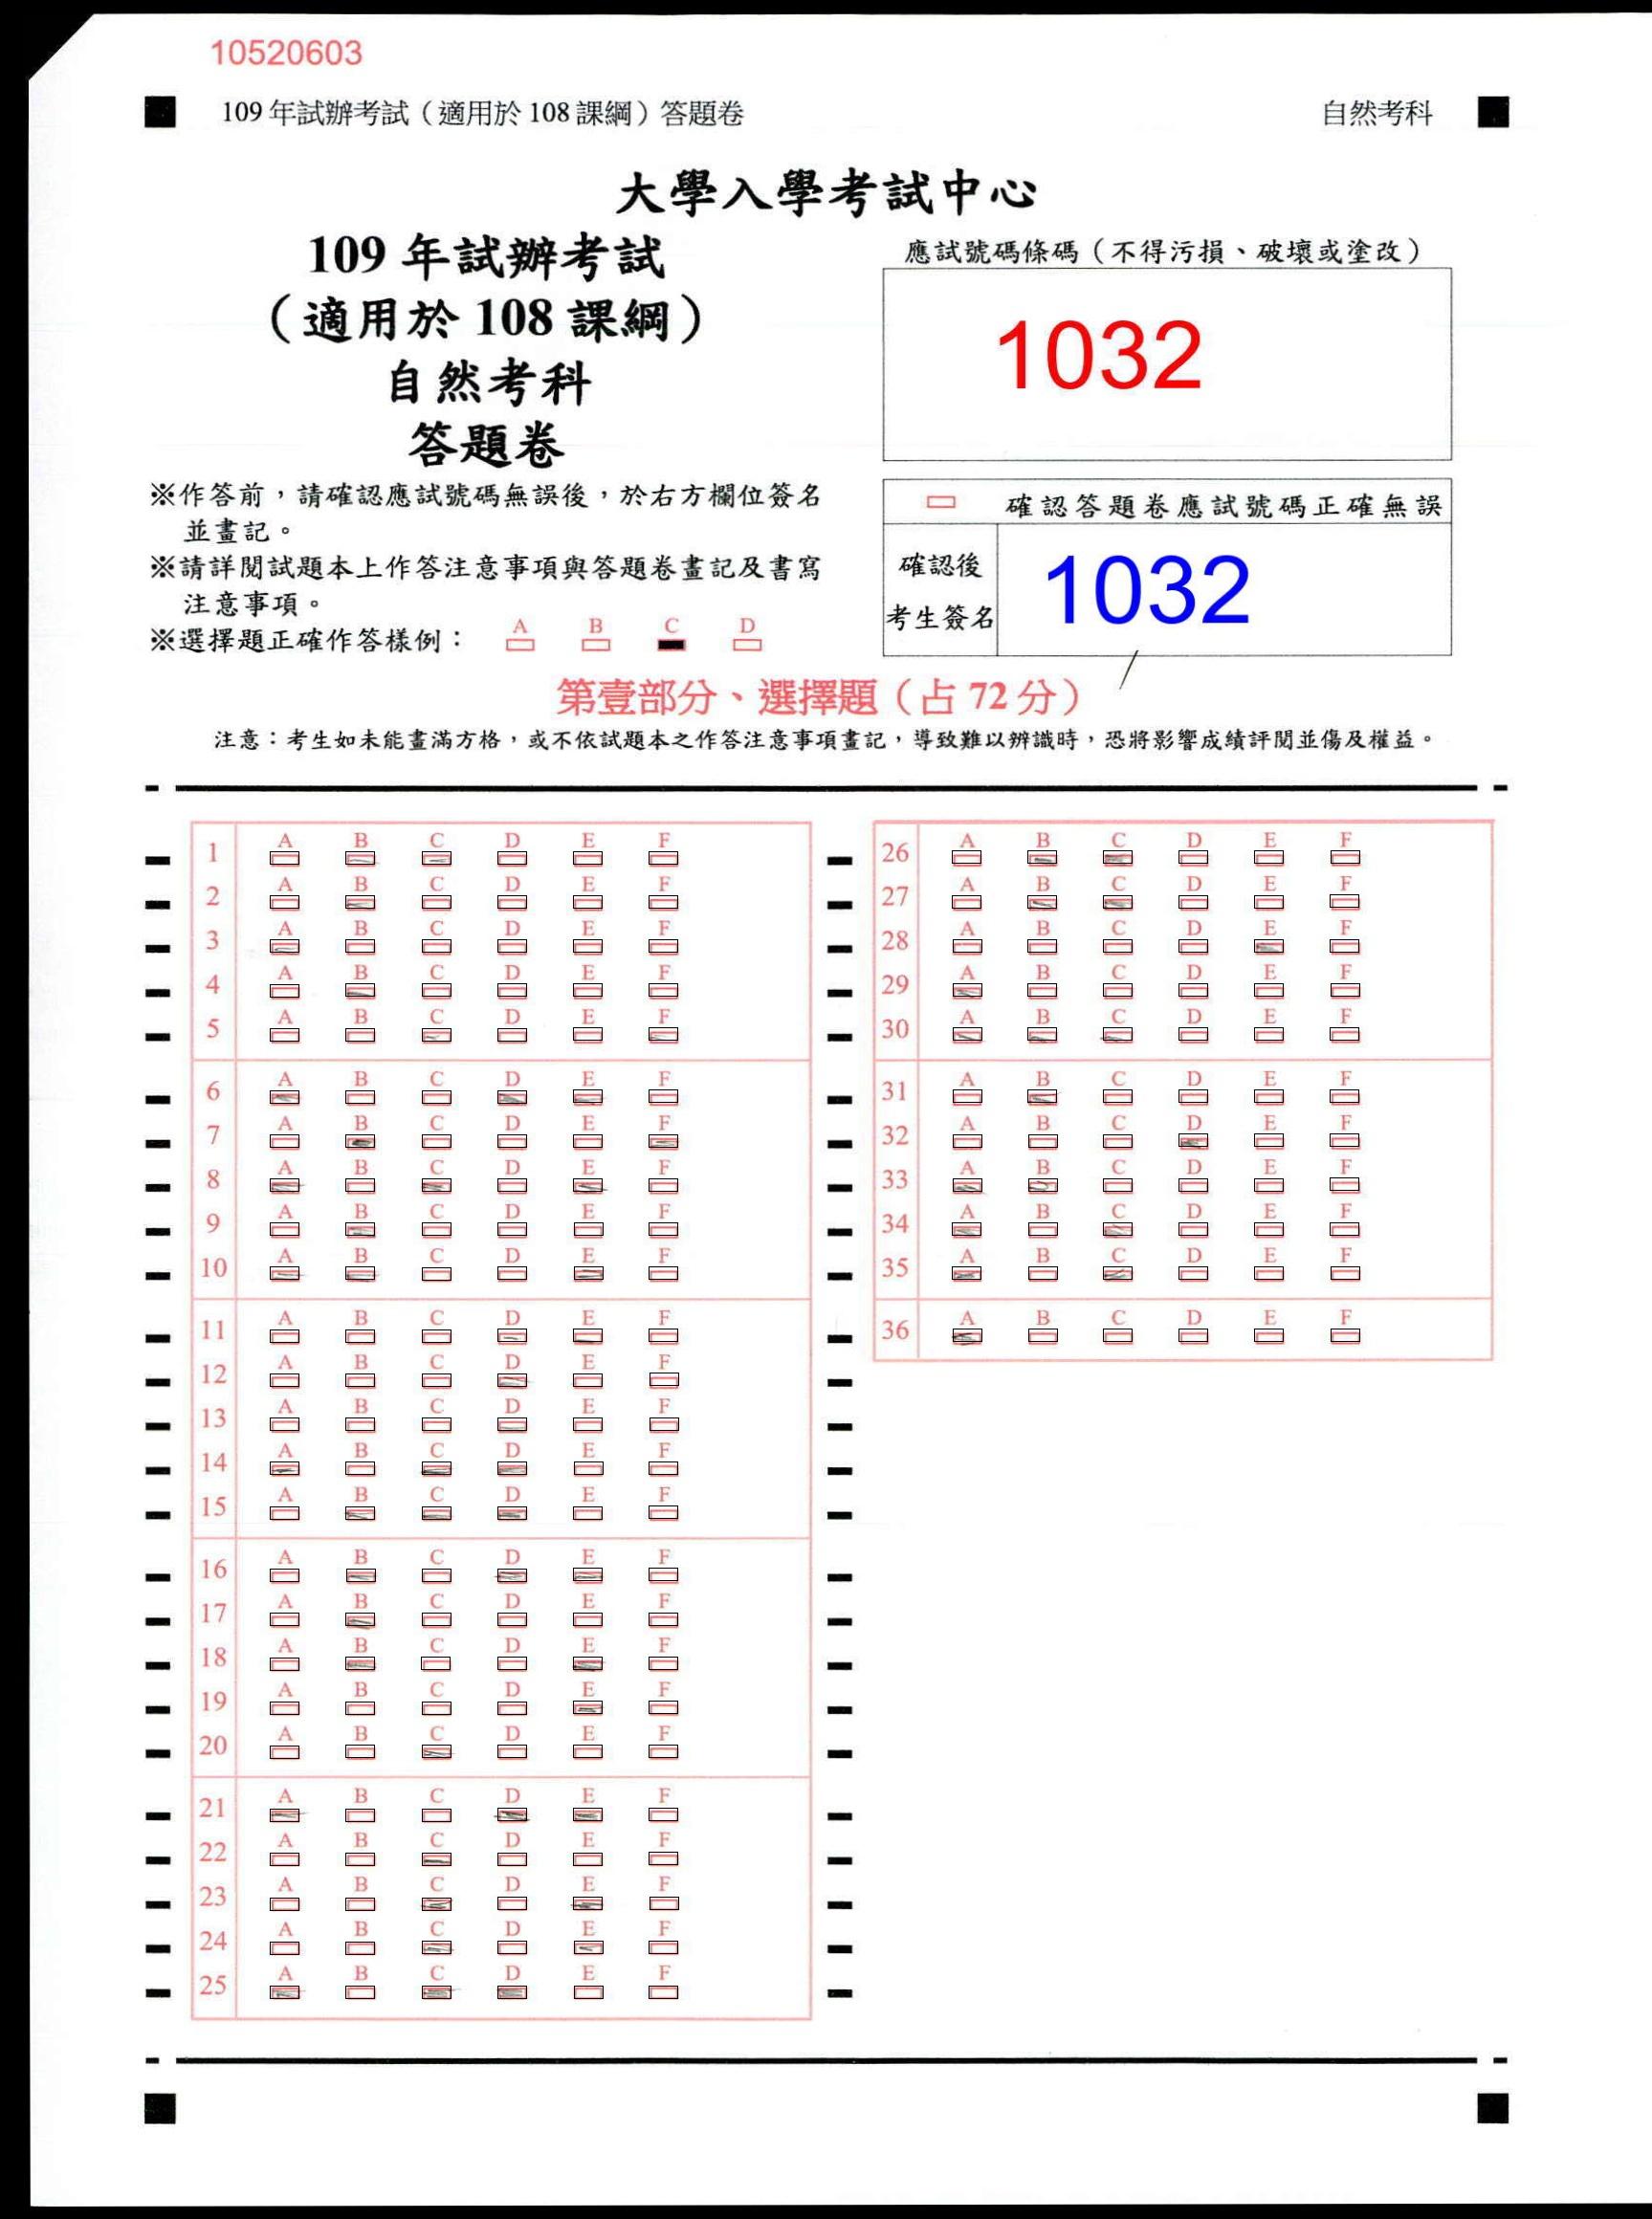 10520603
109 年試辦考試（適用於 108 課綱）答題卷 自然考科
大學入學考試中心
109 年試辦考試
（適用於 108 課綱）
自然考科
答題卷
應試號碼條碼（不得污損、破壞或塗改）
1032
※作答前，請確認應試號碼無誤後，於右方欄位簽名
並畫記。
※請詳閱試題本上作答注意事項與答題卷畫記及書寫
注意事項。
※選擇題正確作答樣例： A B C D
確認答題卷應試號碼正確無誤
確認後
考生簽名
1032
第壹部分、選擇題（占 72 分）
注意：考生如未能畫滿方格，或不依試題本之作答注意事項畫記，導致難以辨識時，恐將影響成績評閱並傷及權益。
1 A B C D E F
2 A B C D E F
3 A B C D E F
4 A B C D E F
5 A B C D E F
6 A B C D E F
7 A B C D E F
8 A B C D E F
9 A B C D E F
10 A B C D E F
11 A B C D E F
12 A B C D E F
13 A B C D E F
14 A B C D E F
15 A B C D E F
16 A B C D E F
17 A B C D E F
18 A B C D E F
19 A B C D E F
20 A B C D E F
21 A B C D E F
22 A B C D E F
23 A B C D E F
24 A B C D E F
25 A B C D E F
26 A B C D E F
27 A B C D E F
28 A B C D E F
29 A B C D E F
30 A B C D E F
31 A B C D E F
32 A B C D E F
33 A B C D E F
34 A B C D E F
35 A B C D E F
36 A B C D E F